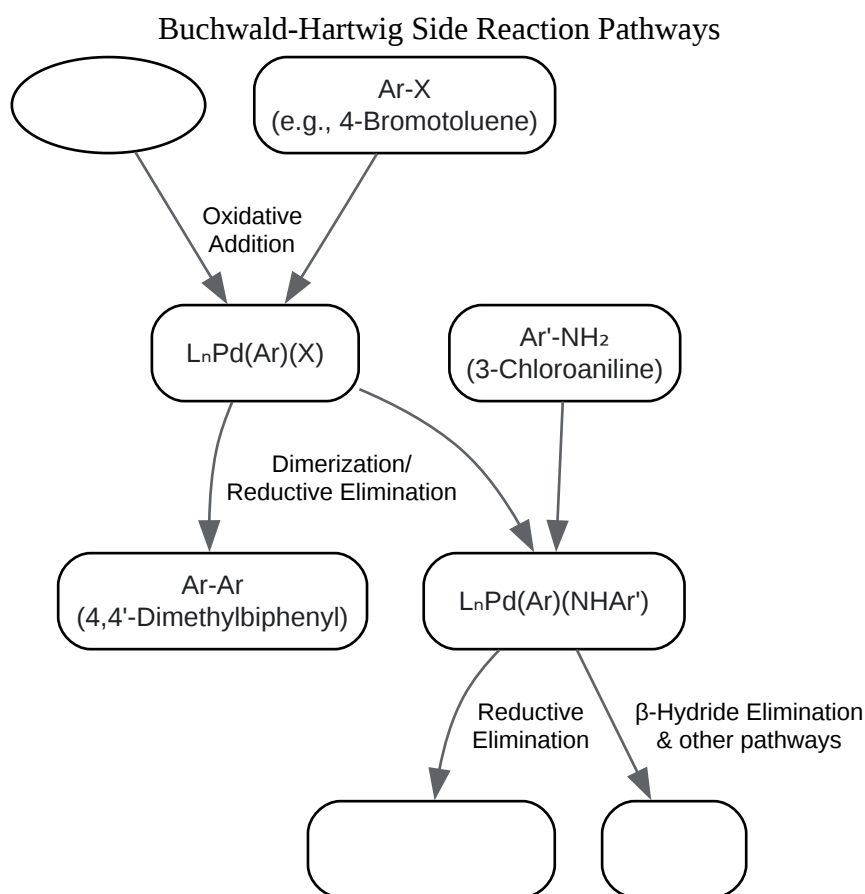 Buchwald-Hartwig Side Reaction Pathways
Ar-X
(e.g., 4-Bromotoluene)
Oxidative
Addition
LₙPd(Ar)(X)
Ar'-NH₂
(3-Chloroaniline)
Dimerization/
Reductive Elimination
Ar-Ar
(4,4'-Dimethylbiphenyl)
LₙPd(Ar)(NHAr')
Reductive
Elimination
β-Hydride Elimination
& other pathways